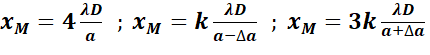 x_M = 4 λD/a ; x_M = k λD/(a−Δa) ; x_M = 3k λD/(a+Δa)